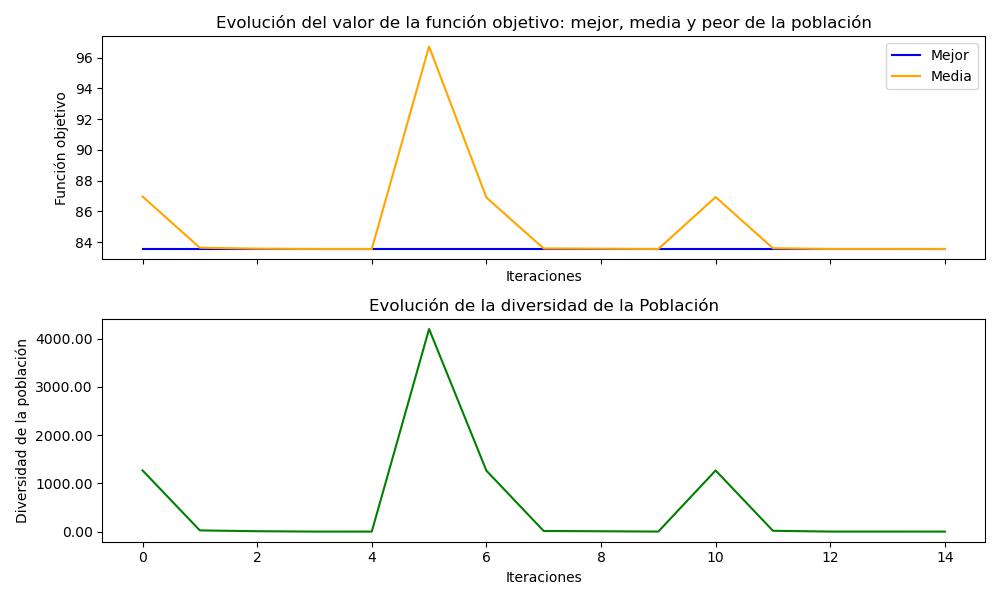 Evolución del valor de la función objetivo: mejor, media y peor de la población
Función objetivo
96
94
92
90
88
86
84
Mejor
Media
Iteraciones
Evolución de la diversidad de la Población
Diversidad de la población
4000.00
3000.00
2000.00
1000.00
0.00
0 2 4 6 8 10 12 14
Iteraciones